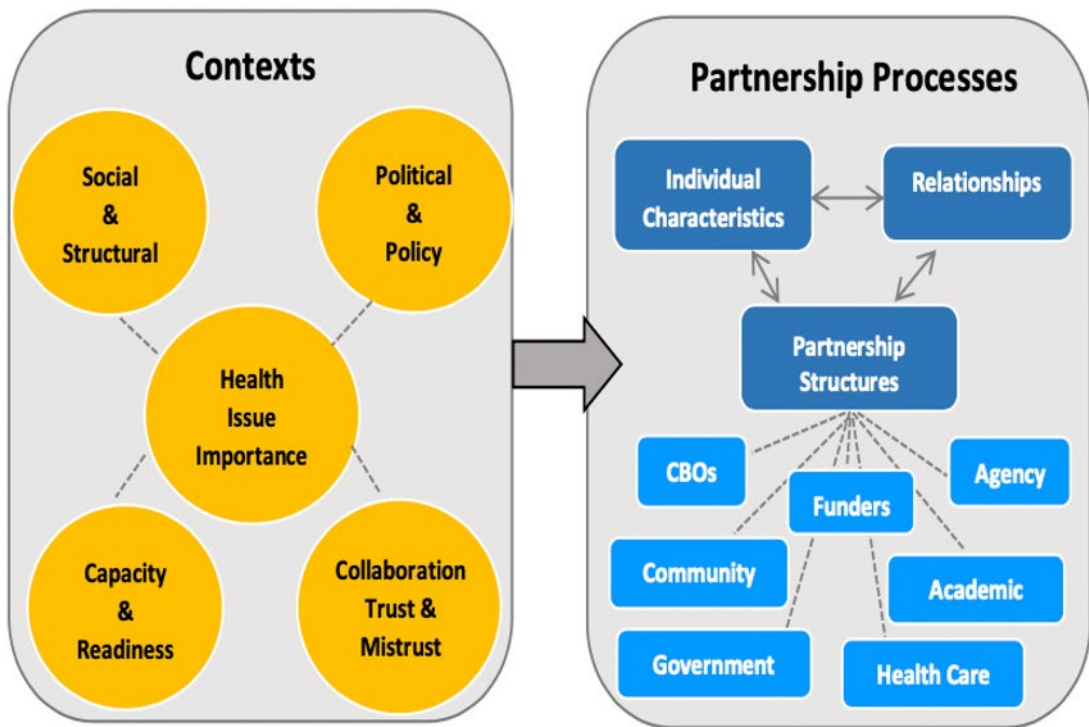 Contexts
Social
&
Structural
Political
&
Policy
Health
Issue
Importance
Capacity
&
Readiness
Collaboration
Trust &
Mistrust
Partnership Processes
Individual
Characteristics
Relationships
Partnership
Structures
CBOs
Agency
Funders
Community
Academic
Government
Health Care